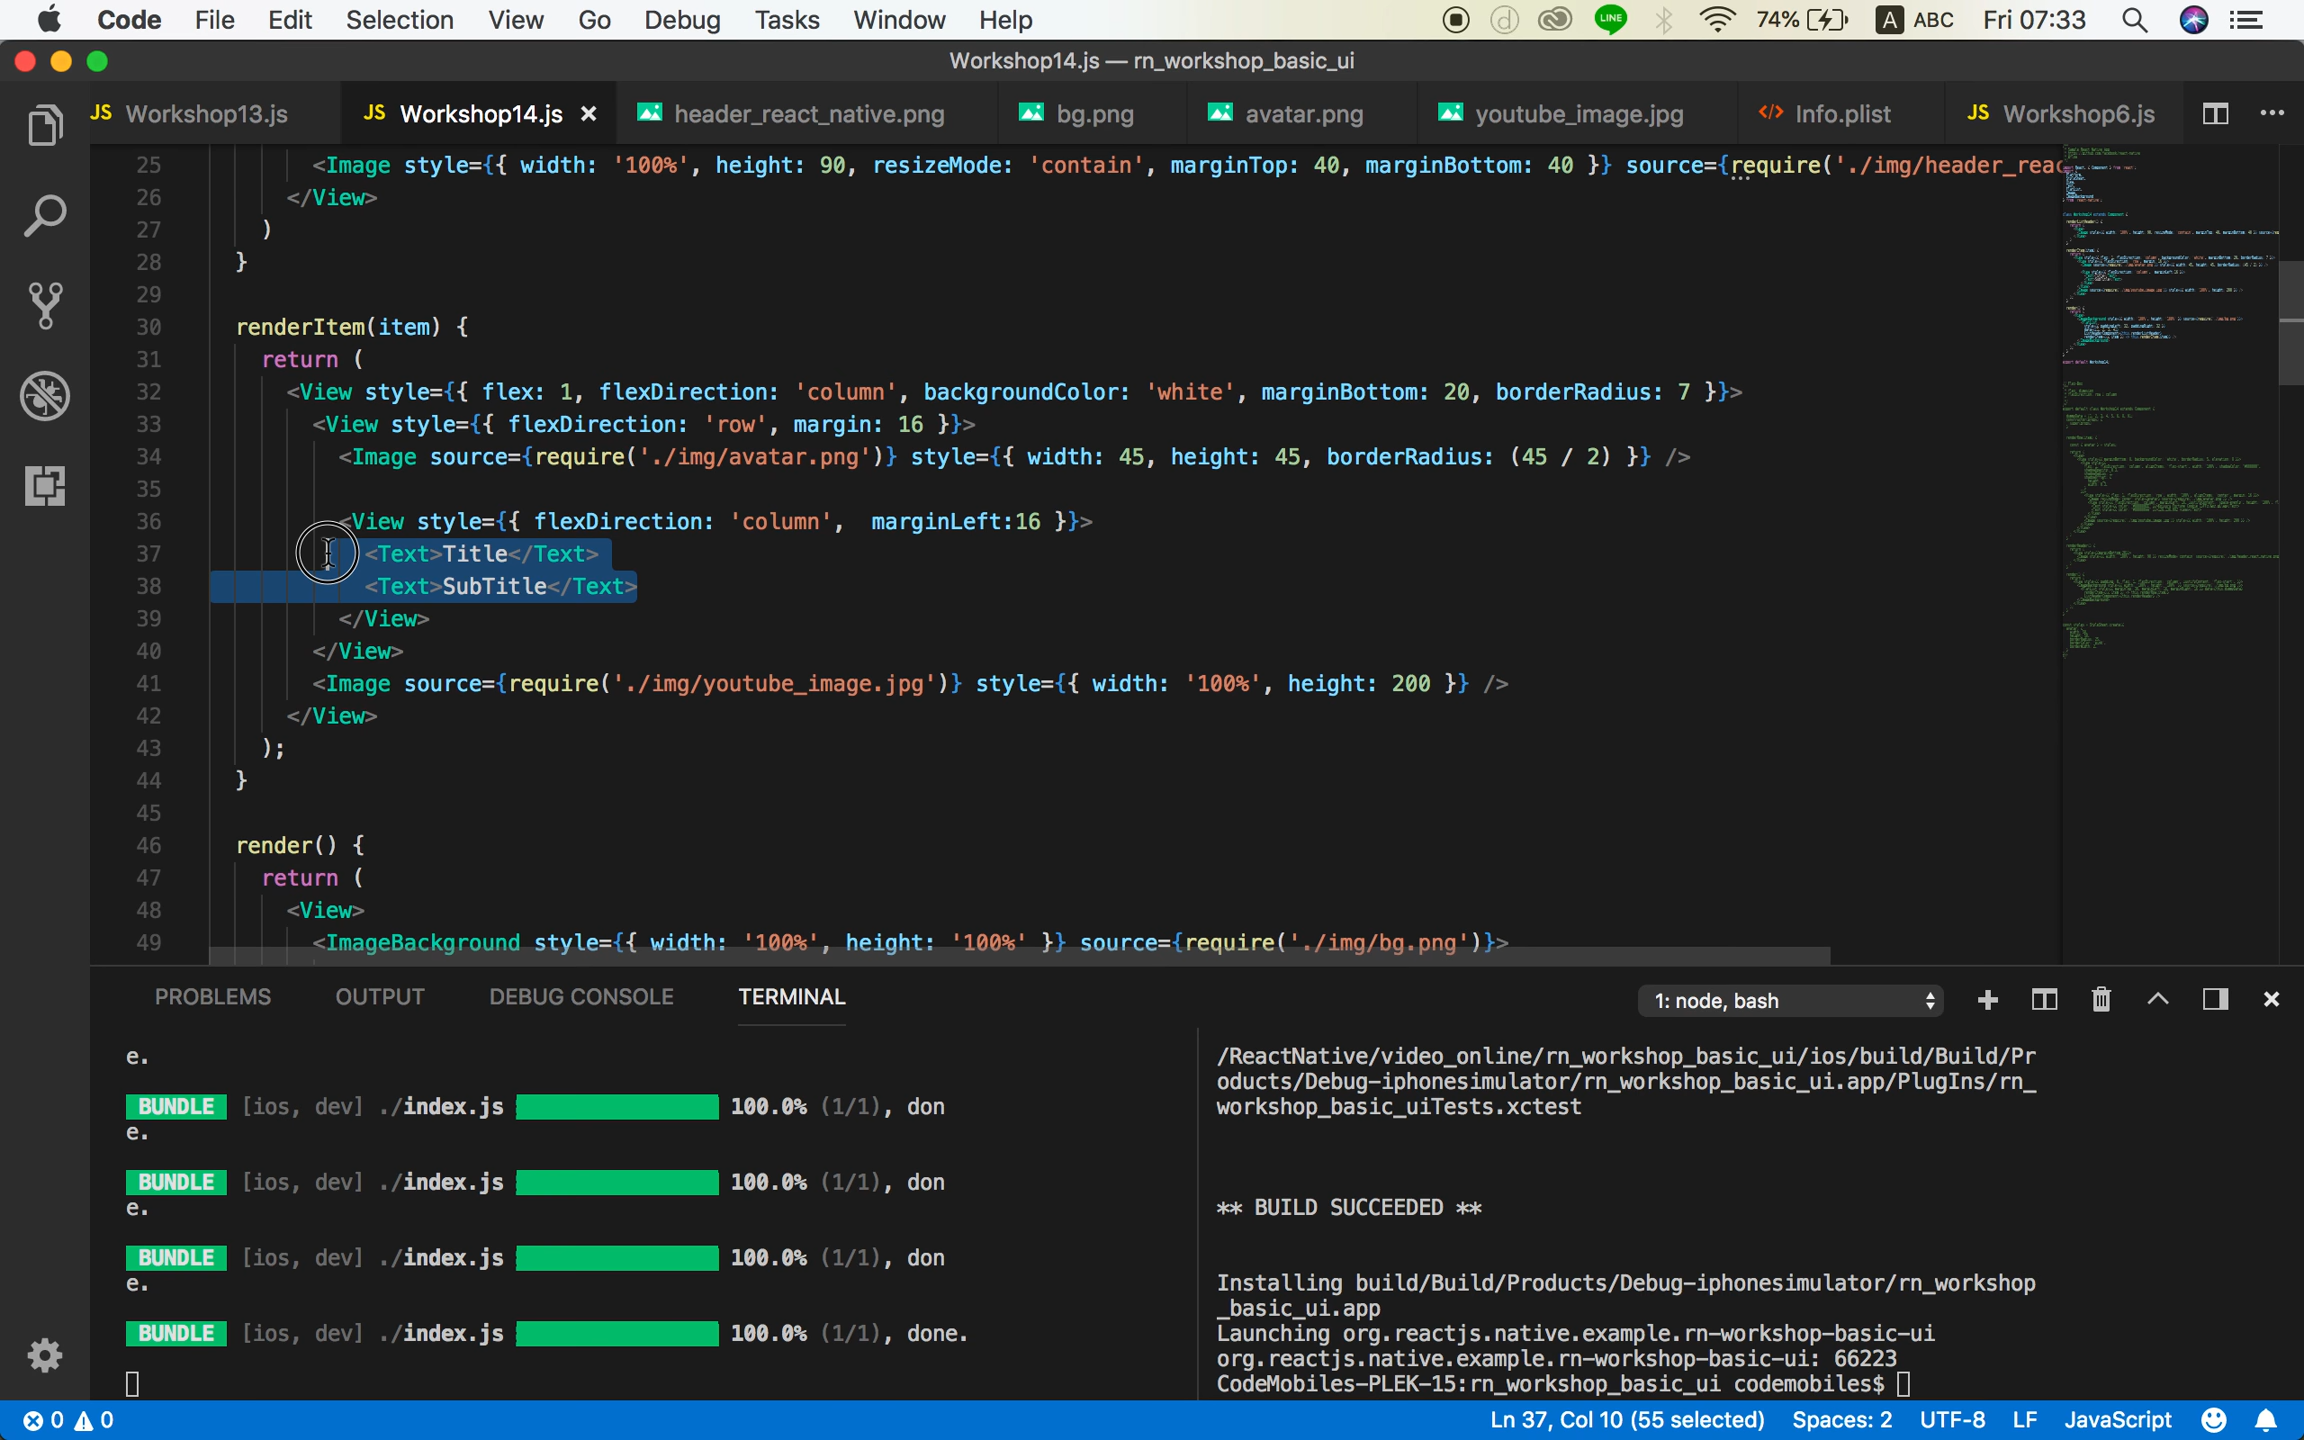 Code File Edit Selection View Go Debug Tasks Window Help
LINE 74% A ABC Fri 07:33
Workshop14.js — rn_workshop_basic_ui
JS Workshop13.js JS Workshop14.js × header_react_native.png bg.png avatar.png youtube_image.jpg Info.plist JS Workshop6.js
25 <Image style={{ width: '100%', height: 90, resizeMode: 'contain', marginTop: 40, marginBottom: 40 }} source={require('./img/header_reac
26 </View>
27 )
28 }
29
30 renderItem(item) {
31 return (
32 <View style={{ flex: 1, flexDirection: 'column', backgroundColor: 'white', marginBottom: 20, borderRadius: 7 }}>
33 <View style={{ flexDirection: 'row', margin: 16 }}>
34 <Image source={require('./img/avatar.png')} style={{ width: 45, height: 45, borderRadius: (45 / 2) }} />
35
36 <View style={{ flexDirection: 'column', marginLeft:16 }}>
37 <Text>Title</Text>
38 <Text>SubTitle</Text>
39 </View>
40 </View>
41 <Image source={require('./img/youtube_image.jpg')} style={{ width: '100%', height: 200 }} />
42 </View>
43 );
44 }
45
46 render() {
47 return (
48 <View>
49 <ImageBackground style={{ width: '100%', height: '100%' }} source={require('./img/bg.png')}>
PROBLEMS OUTPUT DEBUG CONSOLE TERMINAL 1: node, bash
e.
BUNDLE [ios, dev] ./index.js 100.0% (1/1), don
e.
BUNDLE [ios, dev] ./index.js 100.0% (1/1), don
e.
BUNDLE [ios, dev] ./index.js 100.0% (1/1), don
e.
BUNDLE [ios, dev] ./index.js 100.0% (1/1), done.
/ReactNative/video_online/rn_workshop_basic_ui/ios/build/Build/Pr
oducts/Debug-iphonesimulator/rn_workshop_basic_ui.app/PlugIns/rn_
workshop_basic_uiTests.xctest
** BUILD SUCCEEDED **
Installing build/Build/Products/Debug-iphonesimulator/rn_workshop
_basic_ui.app
Launching org.reactjs.native.example.rn-workshop-basic-ui
org.reactjs.native.example.rn-workshop-basic-ui: 66223
CodeMobiles-PLEK-15:rn_workshop_basic_ui codemobiles$
0 0 Ln 37, Col 10 (55 selected) Spaces: 2 UTF-8 LF JavaScript